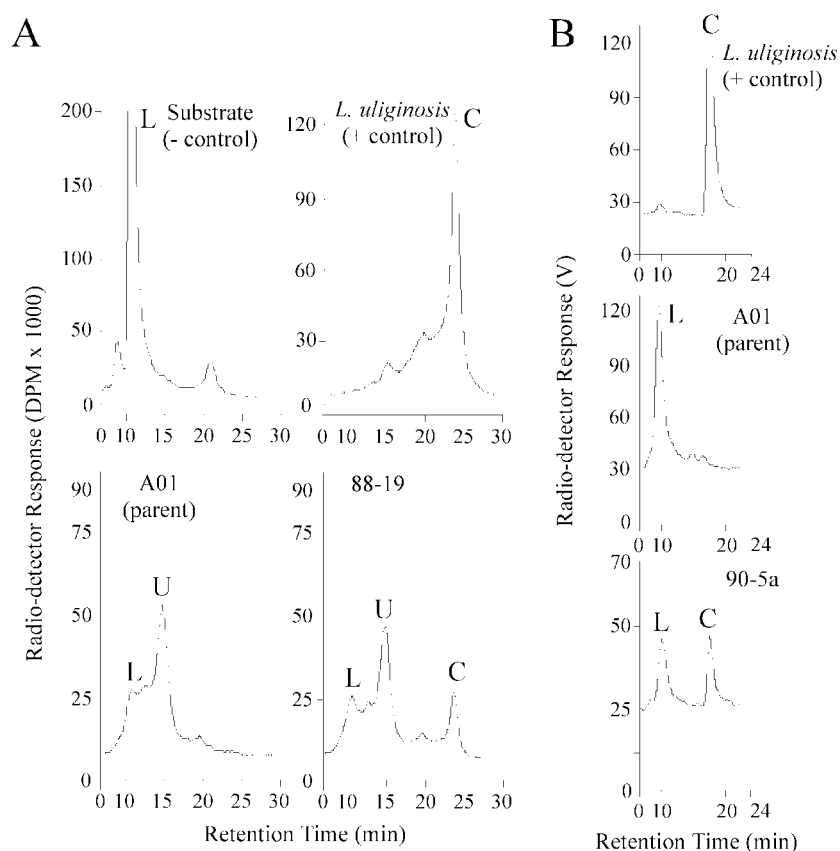 A
B
Radio-detector Response (DPM x 1000)
200
150
100
50
0
L
Substrate
(- control)
0 10 15 20 25 30
120
90
60
30
0
L. uliginosis
(+ control)
C
0 10 15 20 25 30
90
75
50
25
0
A01
(parent)
L
U
0 10 15 20 25 30
90
75
50
25
0
88-19
L
U
C
0 10 15 20 25 30
Retention Time (min)
Radio-detector Response (V)
120
90
60
30
0
C
L. uliginosis
(+ control)
0 10 20 24
120
90
60
30
0
L
A01
(parent)
0 10 20 24
70
50
25
0
90-5a
L
C
0 10 20 24
Retention Time (min)